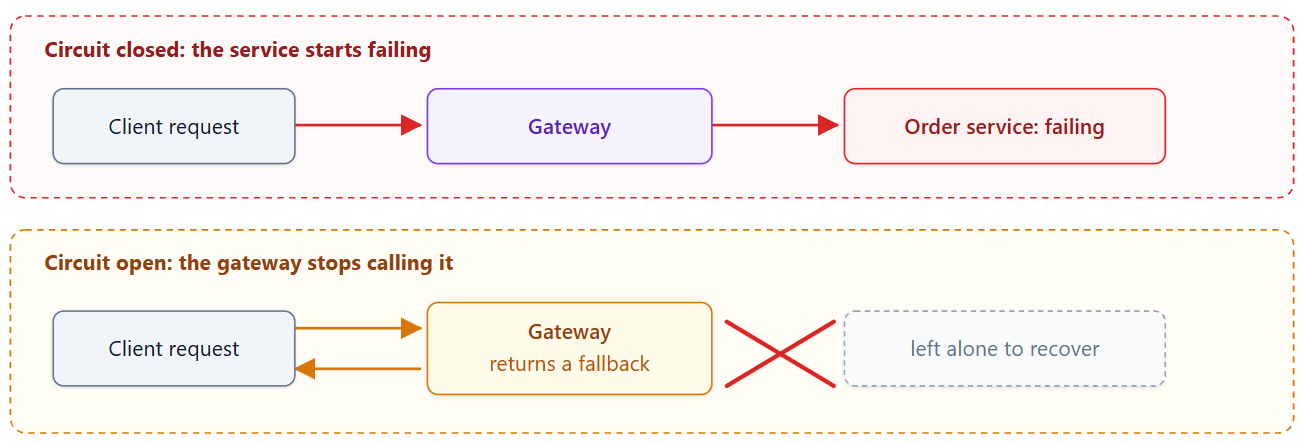 Circuit closed: the service starts failing
Client request
Gateway
Order service: failing
Circuit open: the gateway stops calling it
Client request
Gateway
returns a fallback
left alone to recover